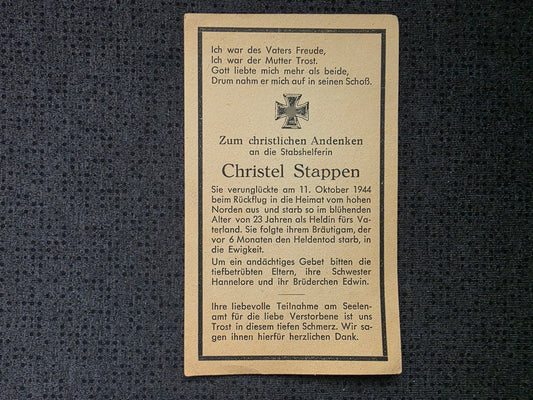 Ich war des Vaters Freude,
Ich war der Mutter Trost.
Gott liebte mich mehr als beide,
Drum nahm er mich auf in seinen Schoß.
Zum christlichen Andenken
an die Stabshelferin
Christel Stappen
Sie verunglückte am 11. Oktober 1944
beim Rückflug in die Heimat vom hohen
Norden aus und starb so im blühenden
Alter von 23 Jahren als Heldin fürs Va-
terland. Sie folgte ihrem Bräutigam, der
vor 6 Monaten den Heldentod starb, in
die Ewigkeit.
Um ein andächtiges Gebet bitten die
tiefbetrübten Eltern, ihre Schwester
Hannelore und ihr Brüderchen Edwin.
Ihre liebevolle Teilnahme am Seelen-
amt für die liebe Verstorbene ist uns
Trost in diesem tiefen Schmerz. Wir sa-
gen ihnen hierfür herzlichen Dank.